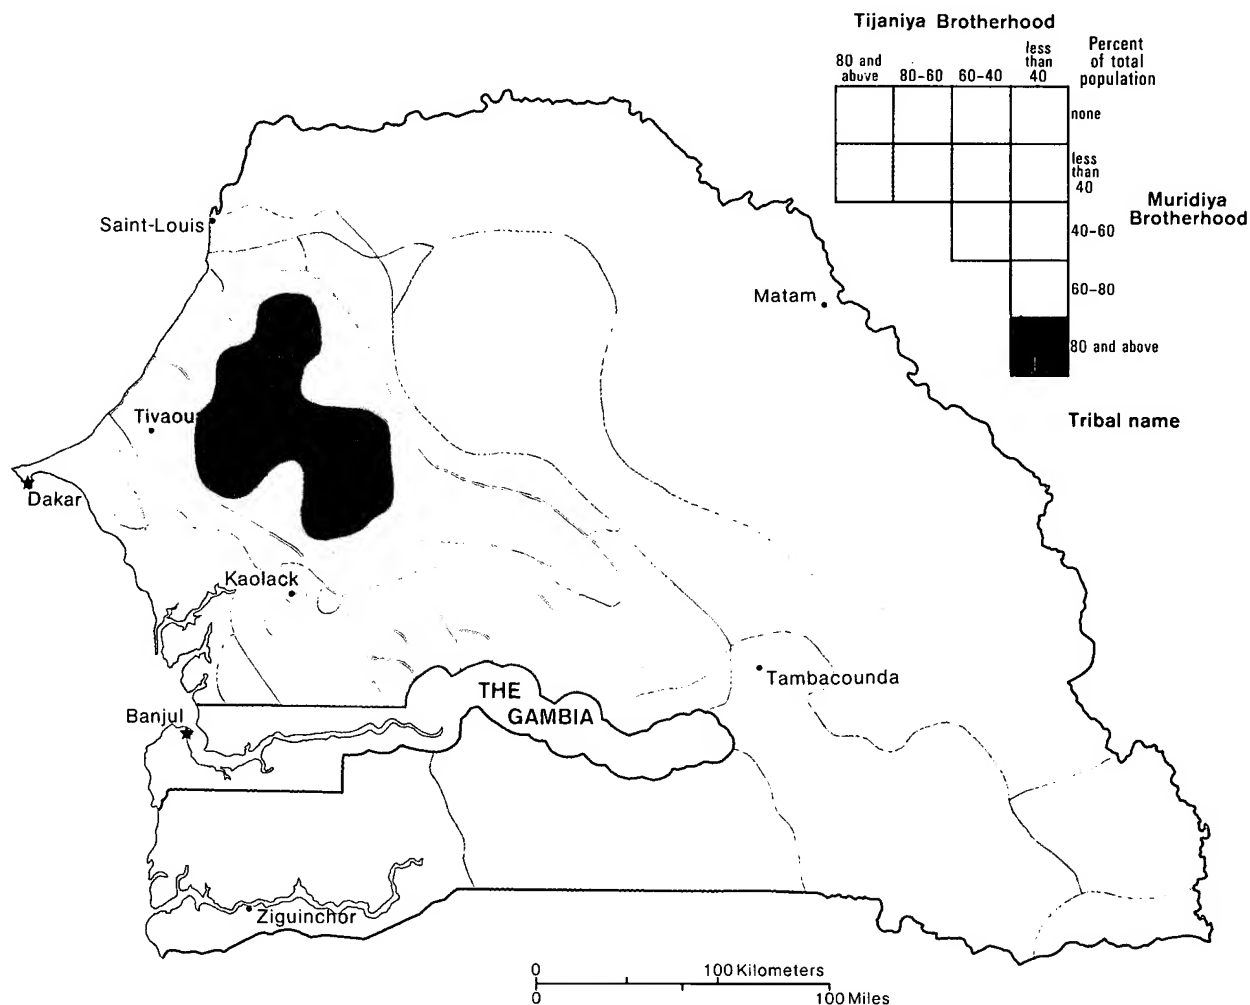 Tijaniya Brotherhood
80 and above
80-60
60-40
less than 40
Percent of total population
none
less than 40
Muridiya Brotherhood
40-60
60-80
80 and above
Tribal name
Saint-Louis
Matam
Tivaou
Dakar
Kaolack
Tambacounda
THE
GAMBIA
Banjul
Ziguinchor
0 100 Kilometers
0 100 Miles